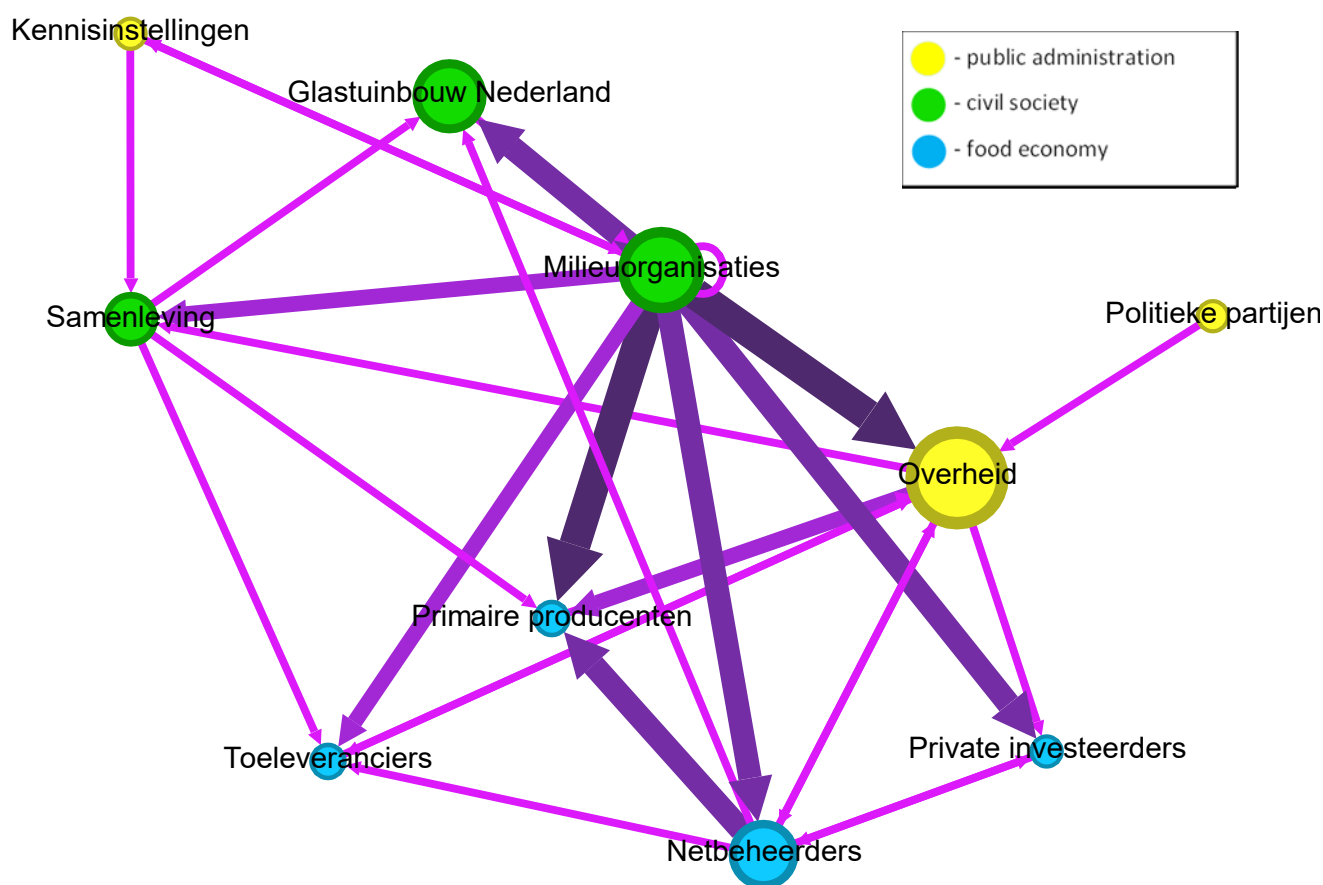 Kennisinstellingen
- public administration
Glastuinbouw Nederland
- civil society
- food economy
Milieuorganisaties
Samenleving
Politieke partijen
Overheid
Primaire producenten
Toeleveranciers
Private investeerders
Netbeheerders